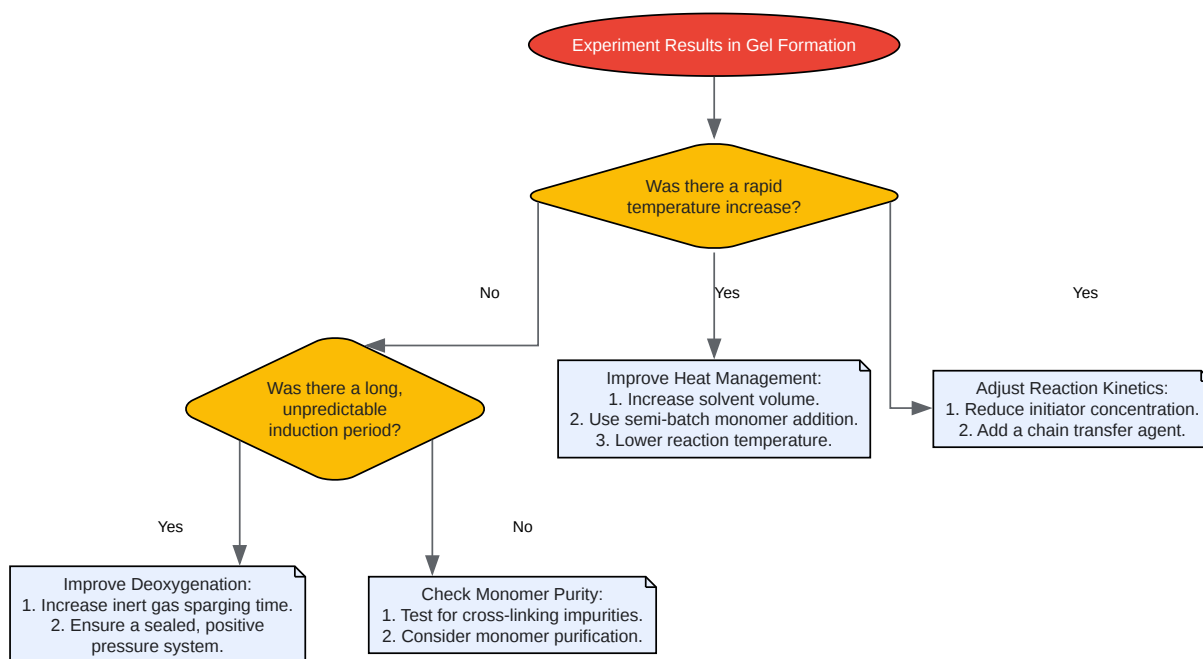 Experiment Results in Gel Formation
Was there a rapid
temperature increase?
No
Yes
Yes
Was there a long,
unpredictable
induction period?
Improve Heat Management:
1. Increase solvent volume.
2. Use semi-batch monomer addition.
3. Lower reaction temperature.
Adjust Reaction Kinetics:
1. Reduce initiator concentration.
2. Add a chain transfer agent.
Yes
No
Improve Deoxygenation:
1. Increase inert gas sparging time.
2. Ensure a sealed, positive
pressure system.
Check Monomer Purity:
1. Test for cross-linking impurities.
2. Consider monomer purification.